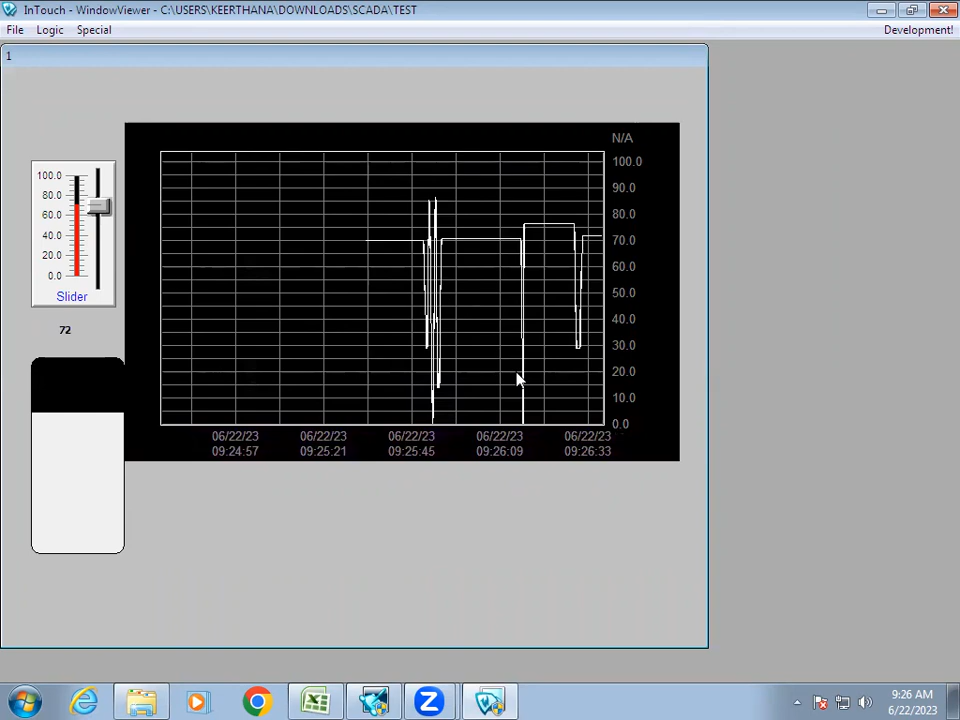 InTouch - WindowViewer - C:\USERS\KEERTHANA\DOWNLOADS\SCADA\TEST
File Logic Special Development!
1
N/A
100.0
90.0
80.0
70.0
60.0
50.0
40.0
30.0
20.0
10.0
0.0
100.0
80.0
60.0
40.0
20.0
0.0
Slider
72
06/22/23 06/22/23 06/22/23 06/22/23 06/22/23
09:24:57 09:25:21 09:25:45 09:26:09 09:26:33
9:26 AM
6/22/2023